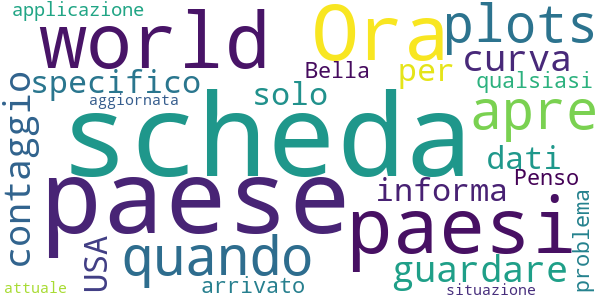 applicazione
world
Ora
plots
specifico
Bella
per
curva
aggiornata
solo
qualsiasi
contagio
scheda
apre
dati
paese
informa
Penso
paesi
USA
quando
guardare
problema
arrivato
attuale
situazione